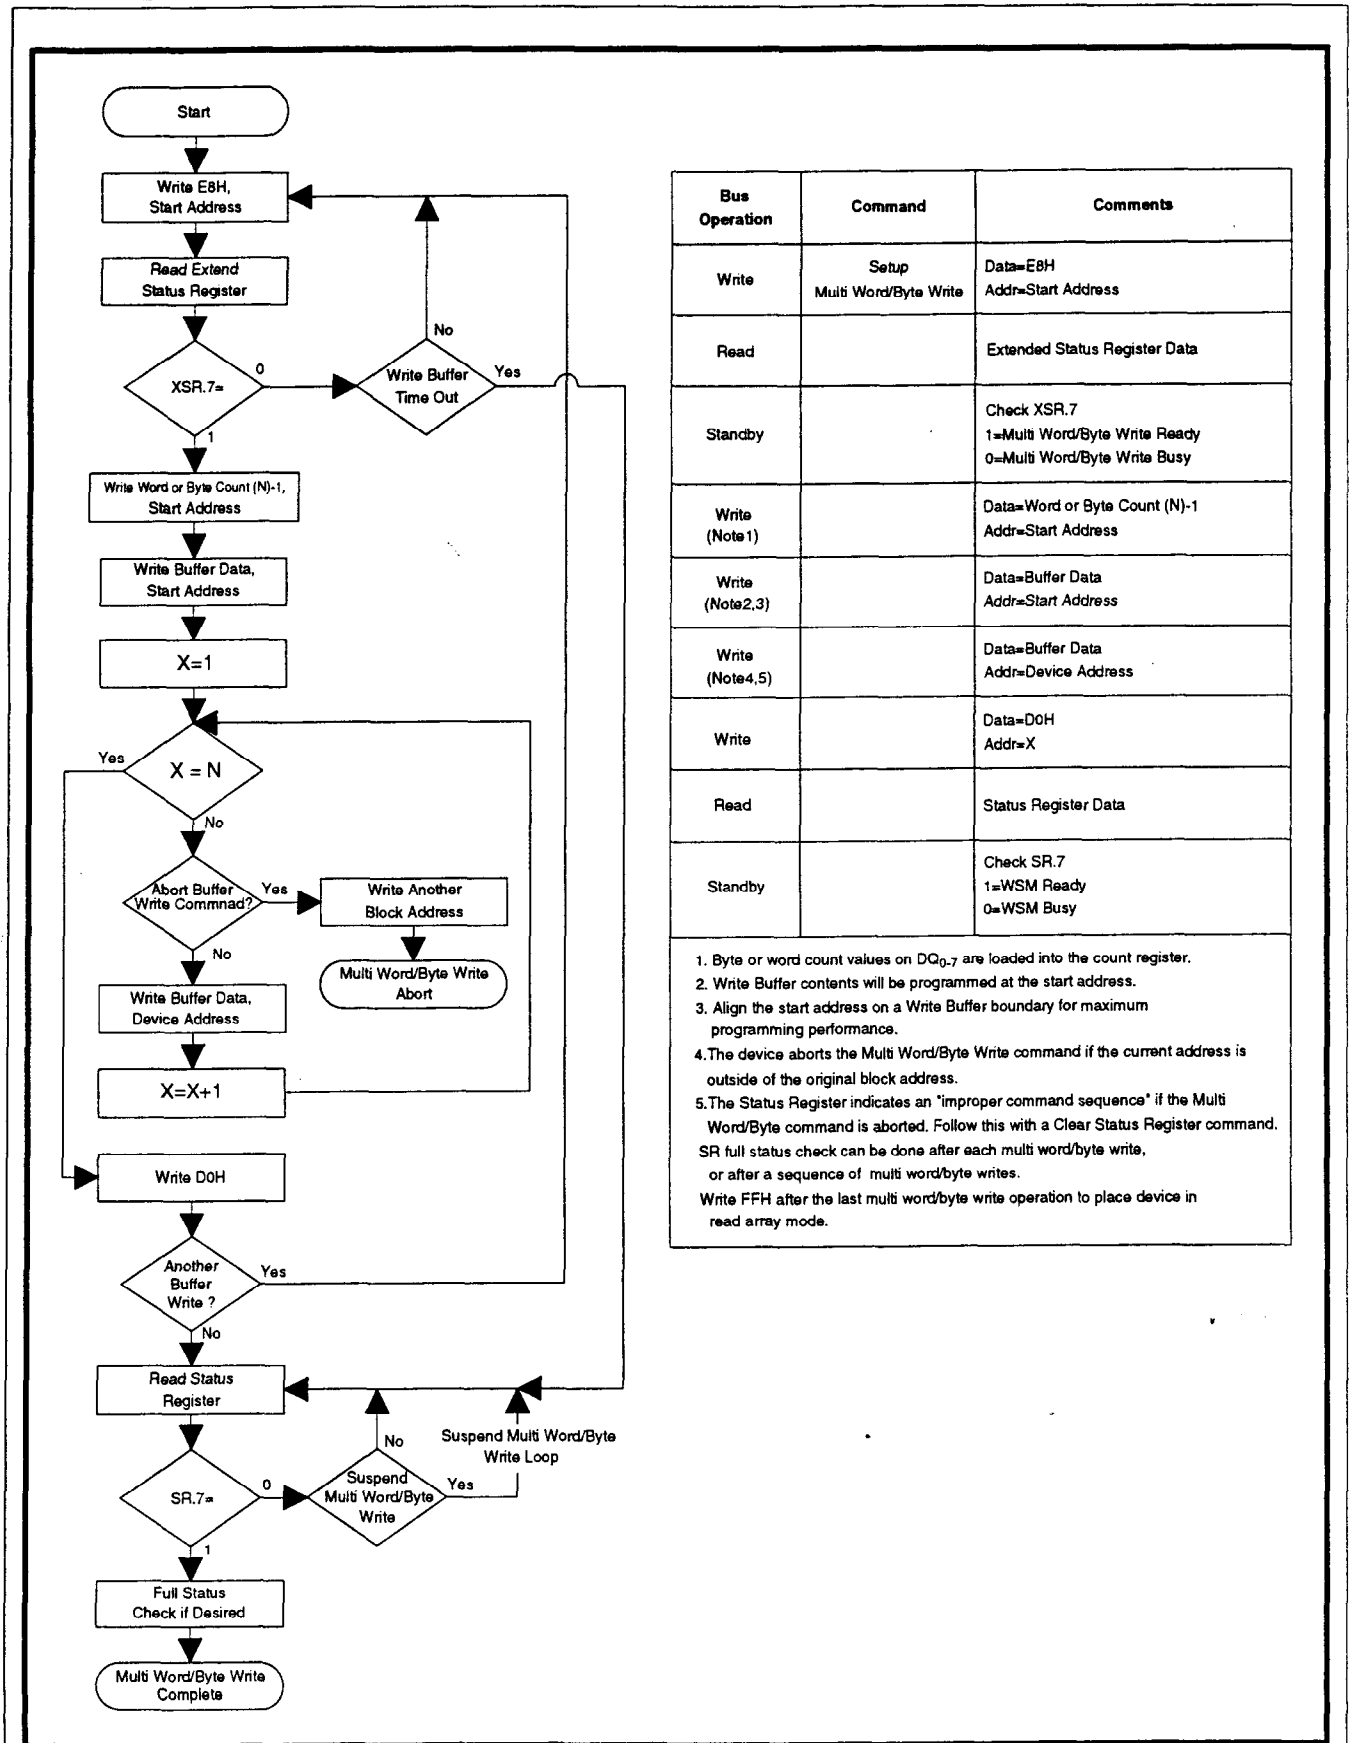 Start
Write E8H,
Start Address
Read Extend
Status Register
XSR.7=
0
1
Write Buffer
Time Out
No
Yes
Write Word or Byte Count (N)-1,
Start Address
Write Buffer Data,
Start Address
X=1
X = N
Yes
No
Abort Buffer
Write Commnad?
Yes
No
Write Another
Block Address
Multi Word/Byte Write
Abort
Write Buffer Data,
Device Address
X=X+1
Write D0H
Another
Buffer
Write ?
Yes
No
Read Status
Register
SR.7=
0
1
Suspend
Multi Word/Byte
Write
No
Yes
Suspend Multi Word/Byte
Write Loop
Full Status
Check if Desired
Multi Word/Byte Write
Complete
Bus
Operation
Command
Comments
Write
Setup
Multi Word/Byte Write
Data=E8H
Addr=Start Address
Read
Extended Status Register Data
Standby
Check XSR.7
1=Multi Word/Byte Write Ready
0=Multi Word/Byte Write Busy
Write
(Note1)
Data=Word or Byte Count (N)-1
Addr=Start Address
Write
(Note2,3)
Data=Buffer Data
Addr=Start Address
Write
(Note4,5)
Data=Buffer Data
Addr=Device Address
Write
Data=D0H
Addr=X
Read
Status Register Data
Standby
Check SR.7
1=WSM Ready
0=WSM Busy
1. Byte or word count values on DQ0-7 are loaded into the count register.
2. Write Buffer contents will be programmed at the start address.
3. Align the start address on a Write Buffer boundary for maximum
programming performance.
4.The device aborts the Multi Word/Byte Write command if the current address is
outside of the original block address.
5.The Status Register indicates an "improper command sequence" if the Multi
Word/Byte command is aborted. Follow this with a Clear Status Register command.
SR full status check can be done after each multi word/byte write,
or after a sequence of multi word/byte writes.
Write FFH after the last multi word/byte write operation to place device in
read array mode.